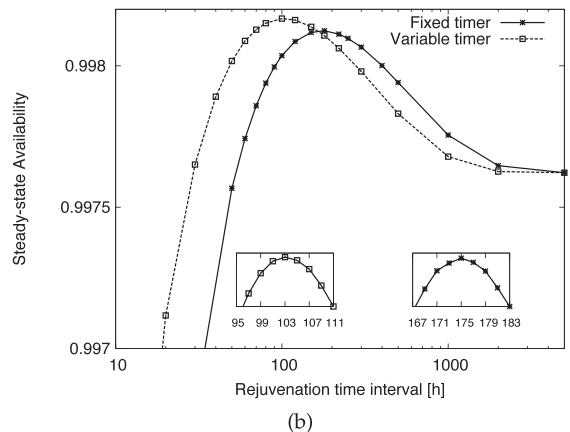 Fixed timer
Variable timer
0.998
0.9975
0.997
Steady-state Availability
95 99 103 107 111
167 171 175 179 183
10 100 1000
Rejuvenation time interval [h]
(b)